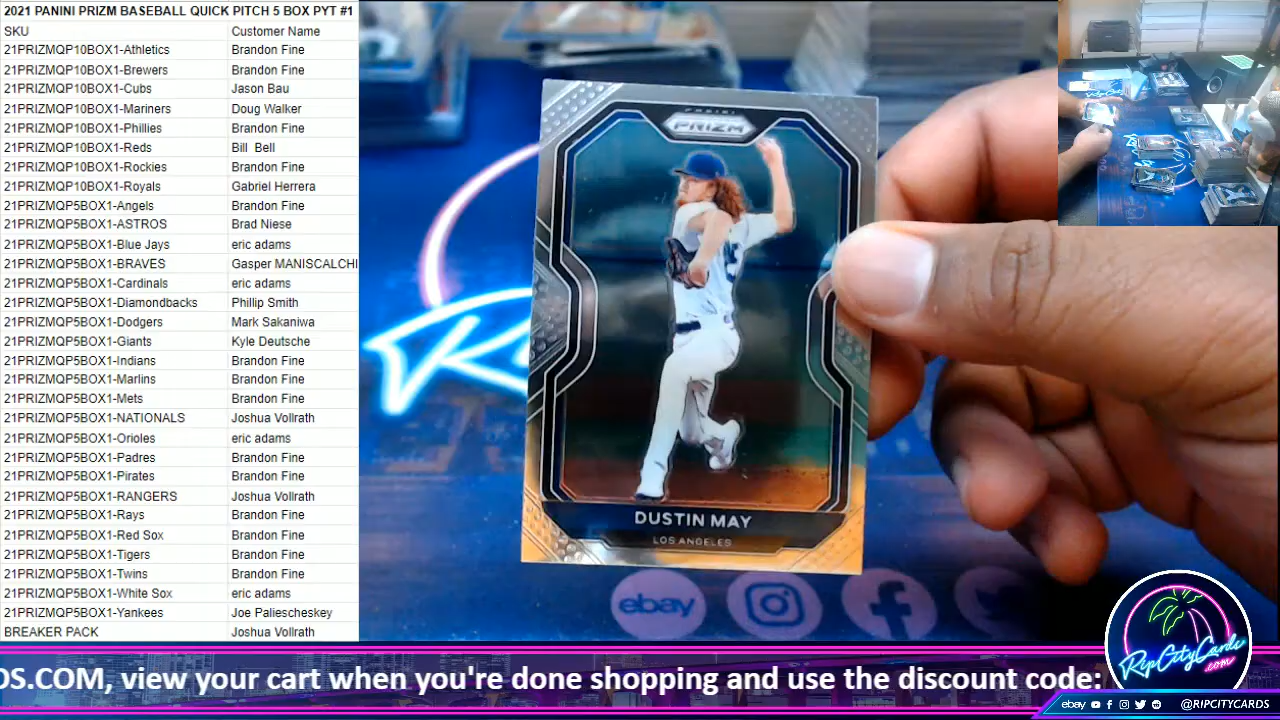 2021 PANINI PRIZM BASEBALL QUICK PITCH 5 BOX PYT #1
SKU Customer Name
21PRIZMQP10BOX1-Athletics Brandon Fine
21PRIZMQP10BOX1-Brewers Brandon Fine
21PRIZMQP10BOX1-Cubs Jason Bau
21PRIZMQP10BOX1-Mariners Doug Walker
21PRIZMQP10BOX1-Phillies Brandon Fine
21PRIZMQP10BOX1-Reds Bill Bell
21PRIZMQP10BOX1-Rockies Brandon Fine
21PRIZMQP10BOX1-Royals Gabriel Herrera
21PRIZMQP5BOX1-Angels Brandon Fine
21PRIZMQP5BOX1-ASTROS Brad Niese
21PRIZMQP5BOX1-Blue Jays eric adams
21PRIZMQP5BOX1-BRAVES Gasper MANISCALCHI
21PRIZMQP5BOX1-Cardinals eric adams
21PRIZMQP5BOX1-Diamondbacks Phillip Smith
21PRIZMQP5BOX1-Dodgers Mark Sakaniwa
21PRIZMQP5BOX1-Giants Kyle Deutsche
21PRIZMQP5BOX1-Indians Brandon Fine
21PRIZMQP5BOX1-Marlins Brandon Fine
21PRIZMQP5BOX1-Mets Brandon Fine
21PRIZMQP5BOX1-NATIONALS Joshua Vollrath
21PRIZMQP5BOX1-Orioles eric adams
21PRIZMQP5BOX1-Padres Brandon Fine
21PRIZMQP5BOX1-Pirates Brandon Fine
21PRIZMQP5BOX1-RANGERS Joshua Vollrath
21PRIZMQP5BOX1-Rays Brandon Fine
21PRIZMQP5BOX1-Red Sox Brandon Fine
21PRIZMQP5BOX1-Tigers Brandon Fine
21PRIZMQP5BOX1-Twins Brandon Fine
21PRIZMQP5BOX1-White Sox eric adams
21PRIZMQP5BOX1-Yankees Joe Paliescheskey
BREAKER PACK Joshua Vollrath
PANINI
PRIZM
DUSTIN MAY
LOS ANGELES
ebay
DS.COM, view your cart when you're done shopping and use the discount code:
RipCityCards
.com
ebay @RIPCITYCARDS